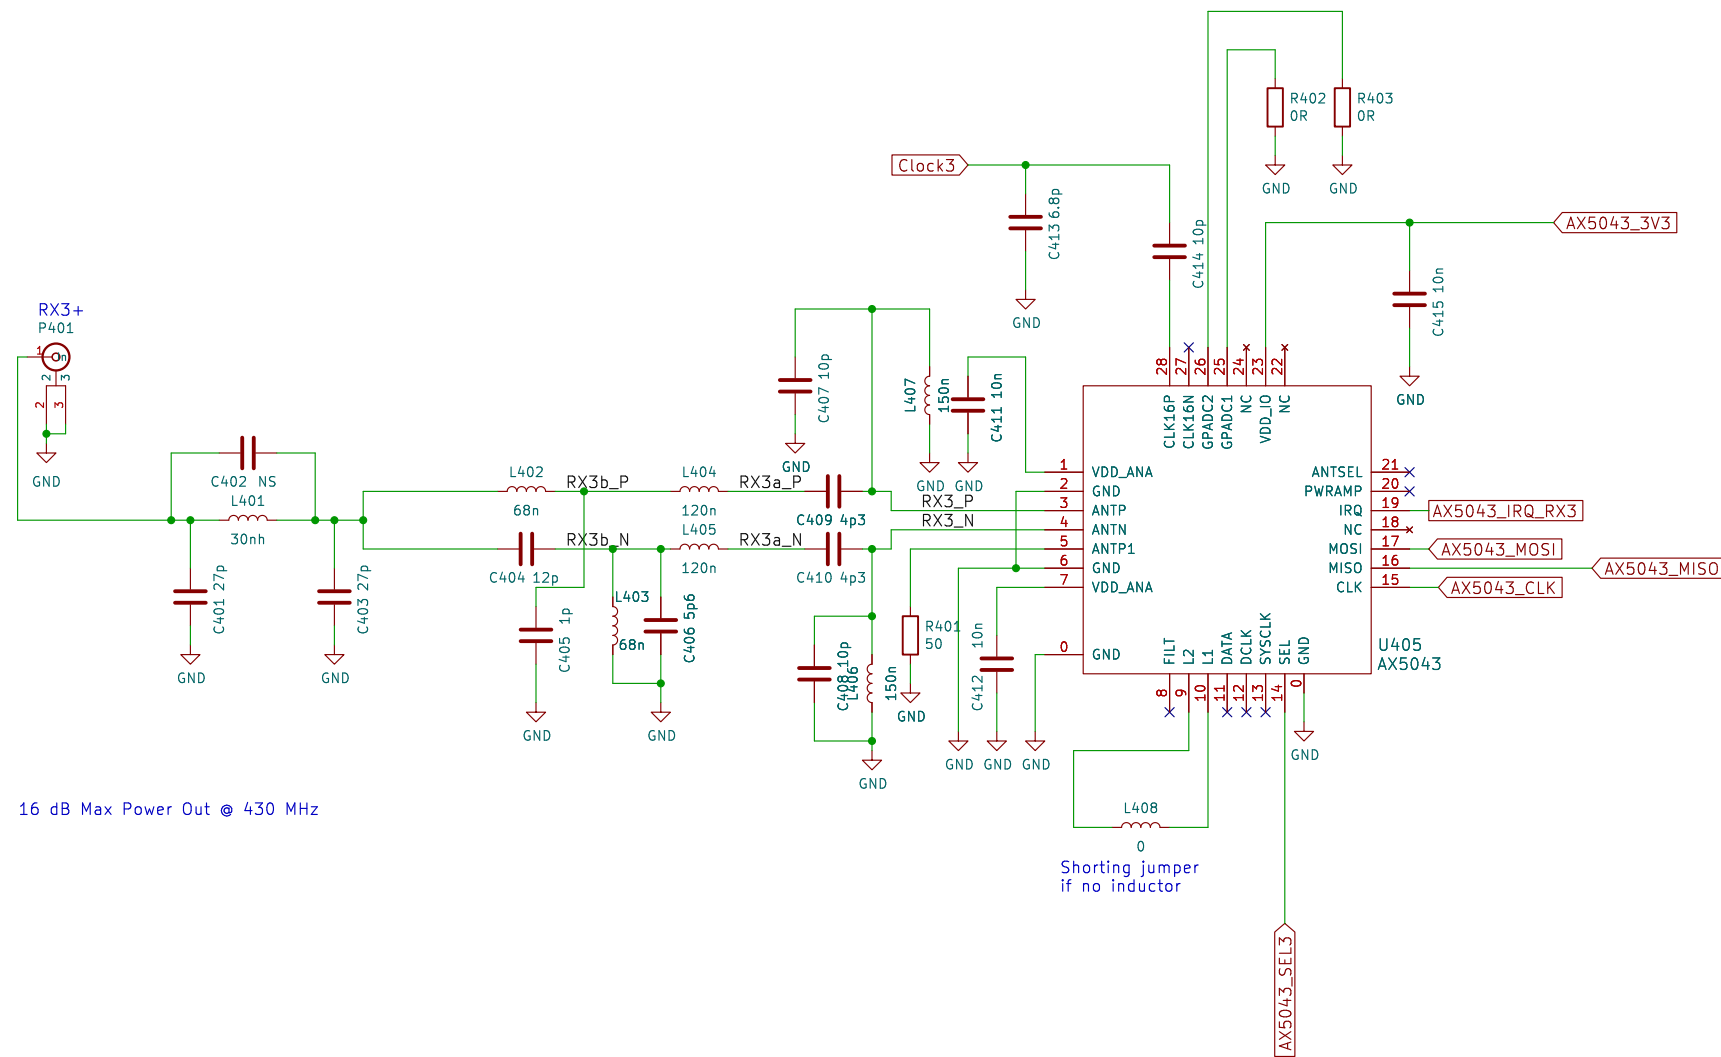 R402
0R
R403
0R
GND
GND
Clock3
C413 6.8p
GND
C414 10p
AX5043_3V3
C415 10n
GND
RX3+
P401
1
In
2
3
2
3
GND
C402 NS
L401
30nh
C401 27p
GND
C403 27p
GND
L402
68n
RX3b_P
L404
120n
RX3a_P
C409 4p3
RX3_P
RX3_N
C404 12p
RX3b_N
L405
120n
RX3a_N
C410 4p3
C405 1p
GND
L403
68n
C406 5p6
GND
C407 10p
GND
L407
150n
GND
C411 10n
GND
C408 10p
L406
150n
GND
R401
50
GND
C412 10n
GND
GND
GND
28
27
26
25
24
23
22
CLK16P
CLK16N
GPADC2
GPADC1
NC
VDD_IO
NC
1 VDD_ANA
2 GND
3 ANTP
4 ANTN
5 ANTP1
6 GND
7 VDD_ANA
0 GND
ANTSEL 21
PWRAMP 20
IRQ 19
NC 18
MOSI 17
MISO 16
CLK 15
AX5043_IRQ_RX3
AX5043_MOSI
AX5043_MISO
AX5043_CLK
FILT
L2
L1
DATA
DCLK
SYSCLK
SEL
GND
8
9
10
11
12
13
14
0
U405
AX5043
GND
L408
0
Shorting jumper
if no inductor
AX5043_SEL3
16 dB Max Power Out @ 430 MHz